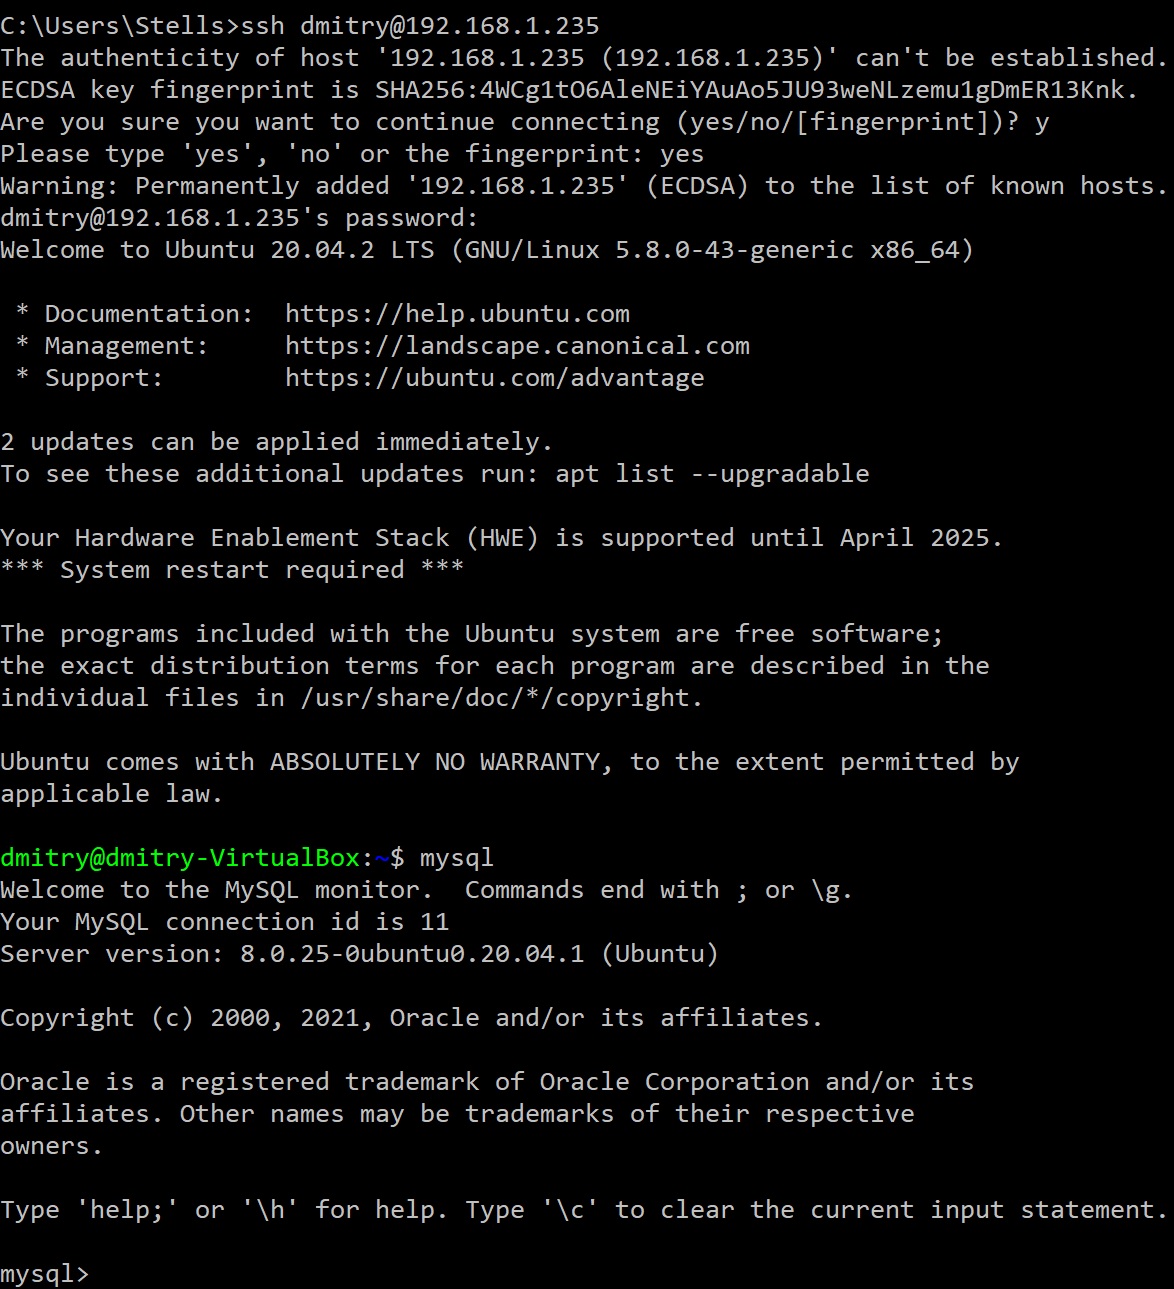 C:\Users\Stells>ssh dmitry@192.168.1.235
The authenticity of host '192.168.1.235 (192.168.1.235)' can't be established.
ECDSA key fingerprint is SHA256:4WCg1tO6AleNEiYAuAo5JU93weNLzemu1gDmER13Knk.
Are you sure you want to continue connecting (yes/no/[fingerprint])? y
Please type 'yes', 'no' or the fingerprint: yes
Warning: Permanently added '192.168.1.235' (ECDSA) to the list of known hosts.
dmitry@192.168.1.235's password:
Welcome to Ubuntu 20.04.2 LTS (GNU/Linux 5.8.0-43-generic x86_64)

 * Documentation:  https://help.ubuntu.com
 * Management:     https://landscape.canonical.com
 * Support:        https://ubuntu.com/advantage

2 updates can be applied immediately.
To see these additional updates run: apt list --upgradable

Your Hardware Enablement Stack (HWE) is supported until April 2025.
*** System restart required ***

The programs included with the Ubuntu system are free software;
the exact distribution terms for each program are described in the
individual files in /usr/share/doc/*/copyright.

Ubuntu comes with ABSOLUTELY NO WARRANTY, to the extent permitted by
applicable law.

dmitry@dmitry-VirtualBox:~$ mysql
Welcome to the MySQL monitor.  Commands end with ; or \g.
Your MySQL connection id is 11
Server version: 8.0.25-0ubuntu0.20.04.1 (Ubuntu)

Copyright (c) 2000, 2021, Oracle and/or its affiliates.

Oracle is a registered trademark of Oracle Corporation and/or its
affiliates. Other names may be trademarks of their respective
owners.

Type 'help;' or '\h' for help. Type '\c' to clear the current input statement.

mysql>